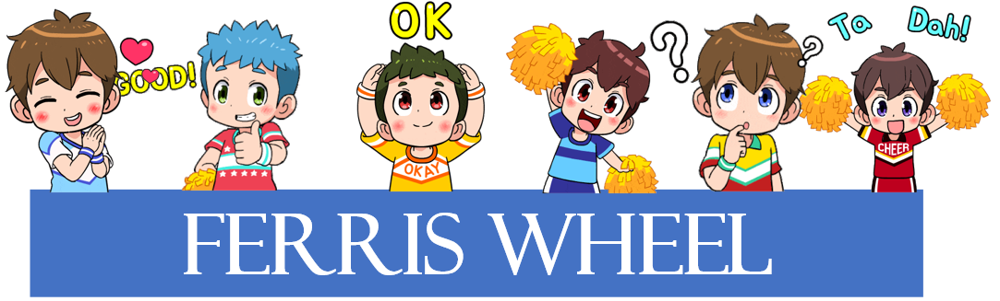 GOOD!
OK
OKAY
?
?
Ta Dah!
CHEER
FERRIS WHEEL